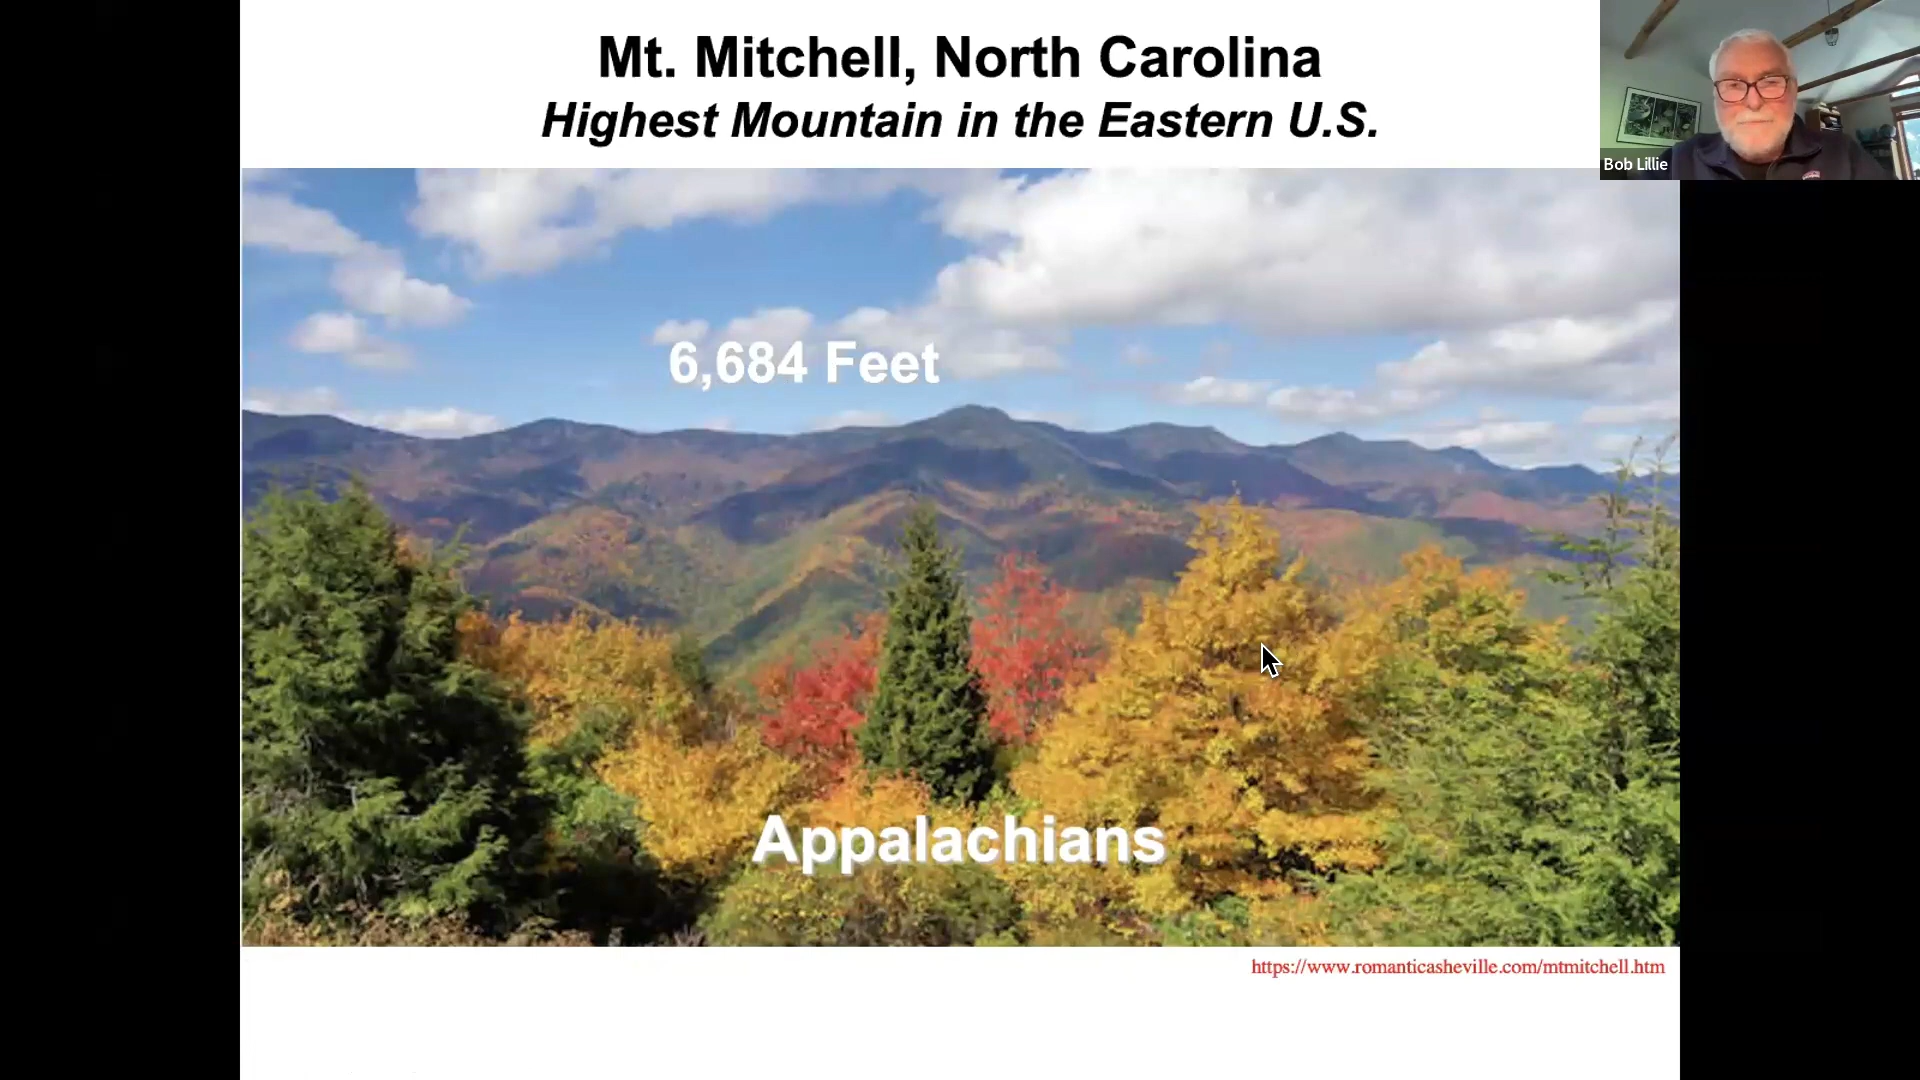 Mt. Mitchell, North Carolina
Highest Mountain in the Eastern U.S.
Bob Lillie
6,684 Feet
Appalachians
https://www.romanticasheville.com/mtmitchell.htm